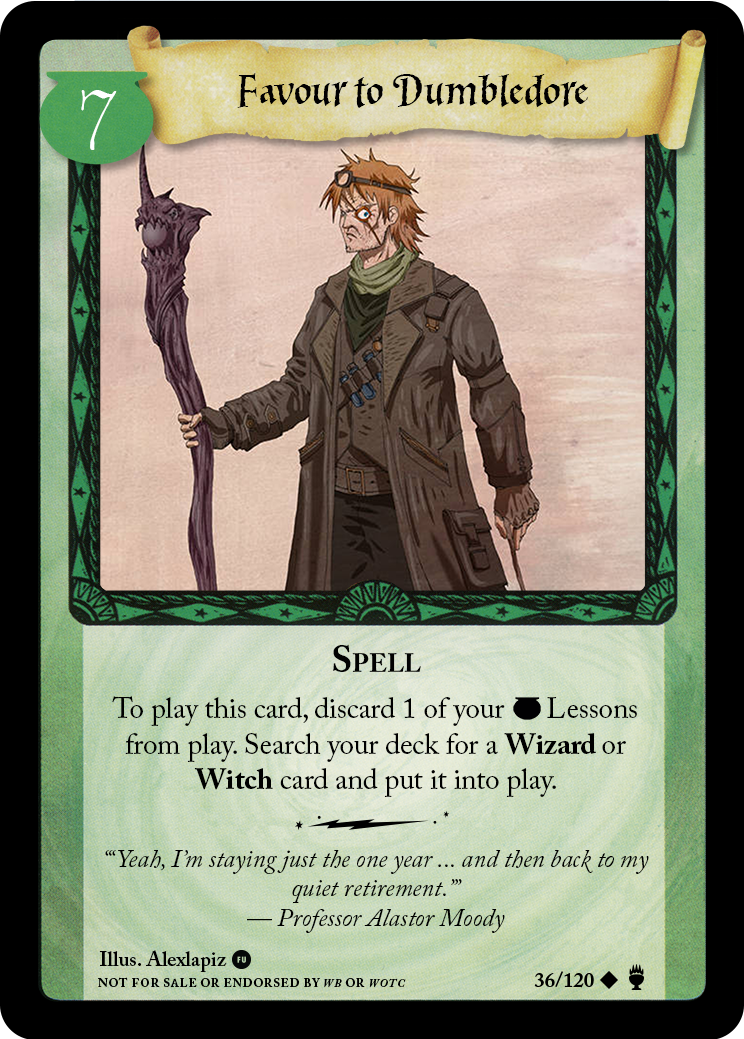 Favour to Dumbledore
7
SPELL
To play this card, discard 1 of your Lessons
from play. Search your deck for a Wizard or
Witch card and put it into play.
“‘Yeah, I’m staying just the one year ... and then back to my
quiet retirement.’”
— Professor Alastor Moody
Illus. Alexlapiz FU
NOT FOR SALE OR ENDORSED BY WB OR WOTC
36/120